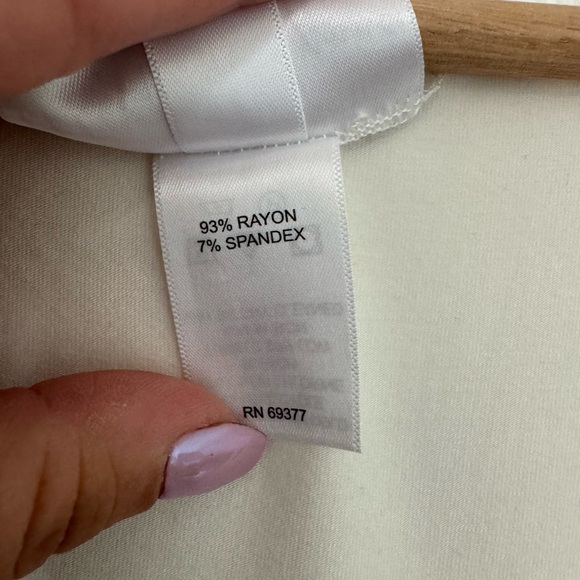 93% RAYON
7% SPANDEX
RN 69377